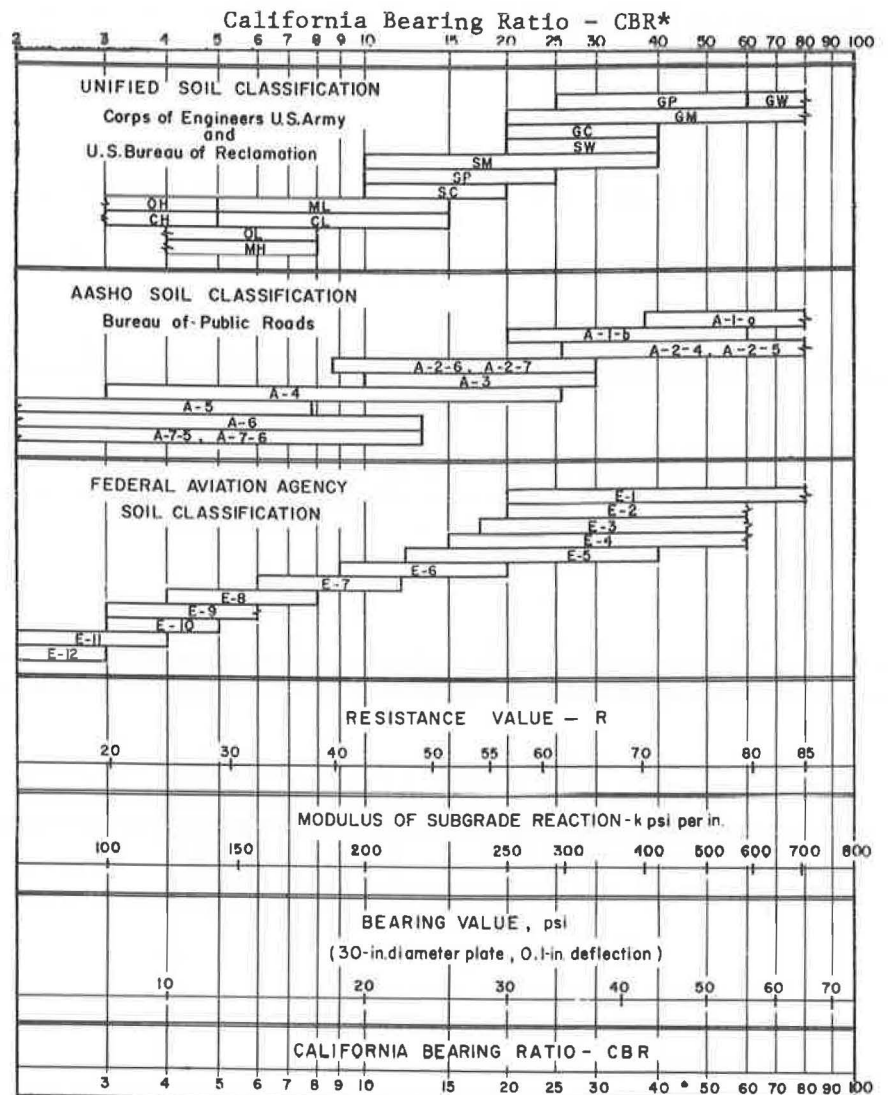 California Bearing Ratio - CBR*
2 3 4 5 6 7 8 9 10 15 20 25 30 40 50 60 70 80 90 100
UNIFIED SOIL CLASSIFICATION
Corps of Engineers U.S. Army
and
U.S. Bureau of Reclamation
GP GW
GM
GC
SW
SM
SP
SC
OH ML
CH CL
OL
MH
AASHO SOIL CLASSIFICATION
Bureau of Public Roads
A-1-a
A-1-b
A-2-4, A-2-5
A-2-6, A-2-7
A-3
A-4
A-5
A-6
A-7-5, A-7-6
FEDERAL AVIATION AGENCY
SOIL CLASSIFICATION
E-1
E-2
E-3
E-4
E-5
E-6
E-7
E-8
E-9
E-10
E-11
E-12
RESISTANCE VALUE - R
20 30 40 50 55 60 70 80 85
MODULUS OF SUBGRADE REACTION - k psi per in.
100 150 200 250 300 400 500 600 700 800
BEARING VALUE, psi
(30-in. diameter plate, 0.1-in. deflection)
10 20 30 40 50 60 70
CALIFORNIA BEARING RATIO - CBR
3 4 5 6 7 8 9 10 15 20 25 30 40 50 60 70 80 90 100